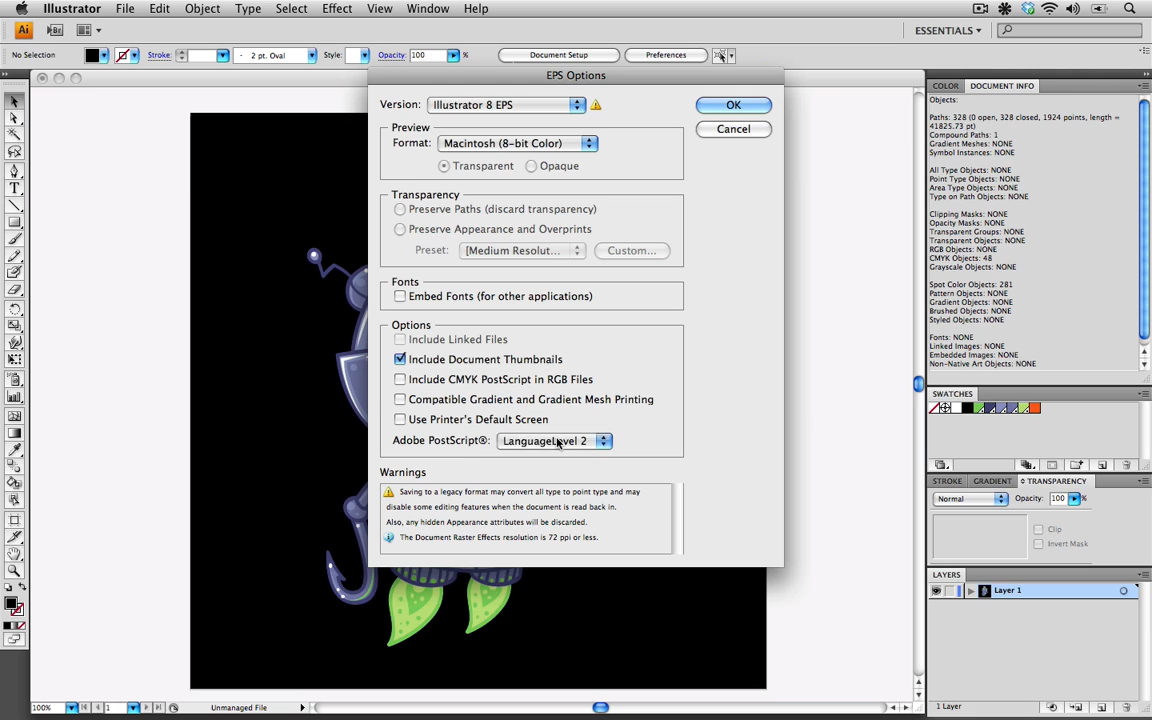 Illustrator File Edit Object Type Select Effect View Window Help
Ai Br ESSENTIALS
No Selection Stroke: 2 pt. Oval Style: Opacity: 100 % Document Setup Preferences
EPS Options
Version: Illustrator 8 EPS OK
Preview Cancel
Format: Macintosh (8-bit Color)
Transparent Opaque
Transparency
Preserve Paths (discard transparency)
Preserve Appearance and Overprints
Preset: [Medium Resolut... Custom...
Fonts
Embed Fonts (for other applications)
Options
Include Linked Files
Include Document Thumbnails
Include CMYK PostScript in RGB Files
Compatible Gradient and Gradient Mesh Printing
Use Printer's Default Screen
Adobe PostScript®: LanguageLevel 2
Warnings
Saving to a legacy format may convert all type to point type and may
disable some editing features when the document is read back in.
Also, any hidden Appearance attributes will be discarded.
The Document Raster Effects resolution is 72 ppi or less.
COLOR DOCUMENT INFO
Objects:
Paths: 328 (0 open, 328 closed, 1924 points, length =
41825.73 pt)
Compound Paths: 1
Gradient Meshes: NONE
Symbol Instances: NONE
All Type Objects: NONE
Point Type Objects: NONE
Area Type Objects: NONE
Type on Path Objects: NONE
Clipping Masks: NONE
Opacity Masks: NONE
Transparent Groups: NONE
Transparent Objects: NONE
RGB Objects: NONE
CMYK Objects: 48
Grayscale Objects: NONE
Spot Color Objects: 281
Pattern Objects: NONE
Gradient Objects: NONE
Brushed Objects: NONE
Styled Objects: NONE
Fonts: NONE
Linked Images: NONE
Embedded Images: NONE
Non-Native Art Objects: NONE
SWATCHES
STROKE GRADIENT TRANSPARENCY
Normal Opacity: 100 %
Clip
Invert Mask
LAYERS
Layer 1
1 Layer
100% 1 Unmanaged File